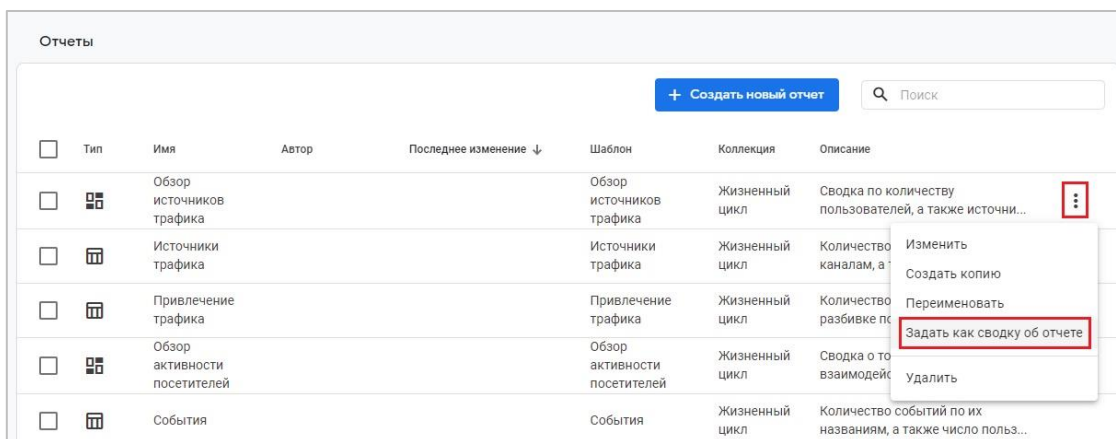 Отчеты
+ Создать новый отчет
Поиск
Тип Имя Автор Последнее изменение ↓ Шаблон Коллекция Описание
Обзор
источников
трафика
Обзор
источников
трафика
Жизненный
цикл
Сводка по количеству
пользователей, а также источни...
Источники
трафика
Источники
трафика
Жизненный
цикл
Количество
каналам, а
Привлечение
трафика
Привлечение
трафика
Жизненный
цикл
Количество
разбивке
Обзор
активности
посетителей
Обзор
активности
посетителей
Жизненный
цикл
Сводка о
События
События
Жизненный
цикл
Количество событий по их
названиям, а также число польз...
Изменить
Создать копию
Переименовать
Задать как сводку об отчете
Удалить